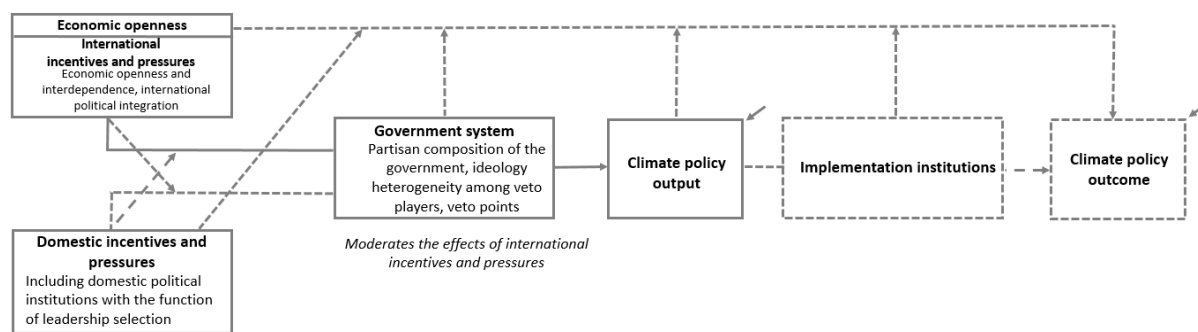 Economic openness
International
incentives and pressures
Economic openness and
interdependence, international
political integration
Government system
Partisan composition of the
government, ideology
heterogeneity among veto
players, veto points
Climate policy
output
Implementation institutions
Climate policy
outcome
Moderates the effects of international
incentives and pressures
Domestic incentives and
pressures
Including domestic political
institutions with the function
of leadership selection